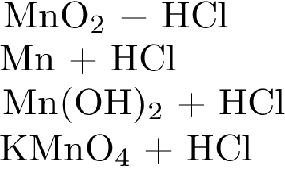 MnO₂ − HCl
Mn + HCl
Mn(OH)₂ + HCl
KMnO₄ + HCl